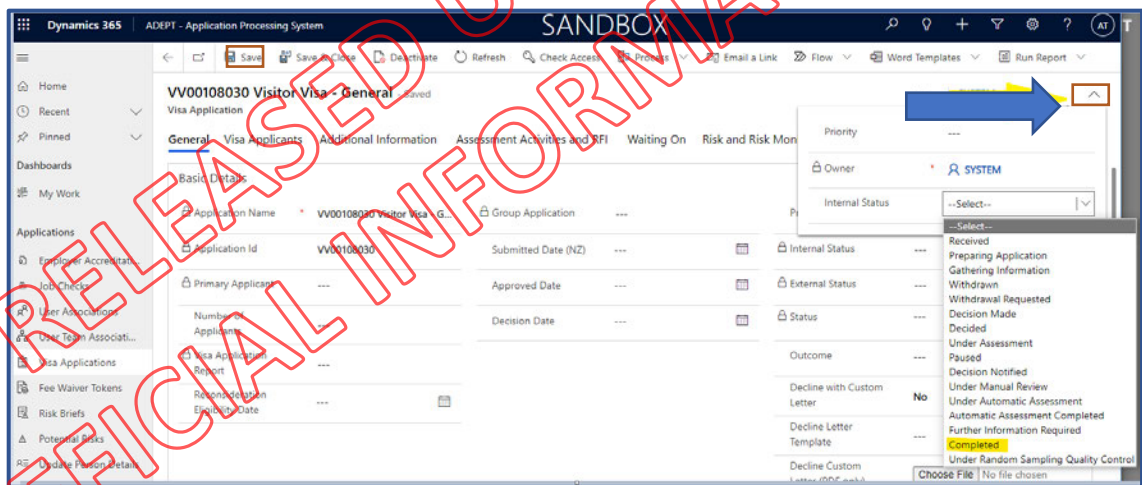 Dynamics 365 ADEPT - Application Processing System SANDBOX AT T
Save Save & Close Deactivate Refresh Check Access Process Email a Link Flow Word Templates Run Report
Home
Recent
Pinned
Dashboards
My Work
Applications
Employer Accreditati...
Job Checks
User Associations
User Team Associati...
Visa Applications
Fee Waiver Tokens
Risk Briefs
Potential Risks
Update Person Details
VV00108030 Visitor Visa - General - Saved
Visa Application
General Visa Applicants Additional Information Assessment Activities and RFI Waiting On Risk and Risk Mon
Basic Details
Application Name * VV00108030 Visitor Visa - G...
Application Id VV00108030
Primary Applicant ---
Number of Applicants ---
Visa Application Report ---
Reconsideration Eligibility Date ---
Group Application ---
Submitted Date (NZ) ---
Approved Date ---
Decision Date ---
Internal Status ---
External Status ---
Status ---
Outcome ---
Decline with Custom Letter No
Decline Letter Template ---
Decline Custom
Letter (PDF only) Choose File No file chosen
Priority ---
Owner * SYSTEM
Internal Status --Select--
--Select--
Received
Preparing Application
Gathering Information
Withdrawn
Withdrawal Requested
Decision Made
Decided
Under Assessment
Paused
Decision Notified
Under Manual Review
Under Automatic Assessment
Automatic Assessment Completed
Further Information Required
Completed
Under Random Sampling Quality Control
RELEASED U
FFICIAL INFORMA